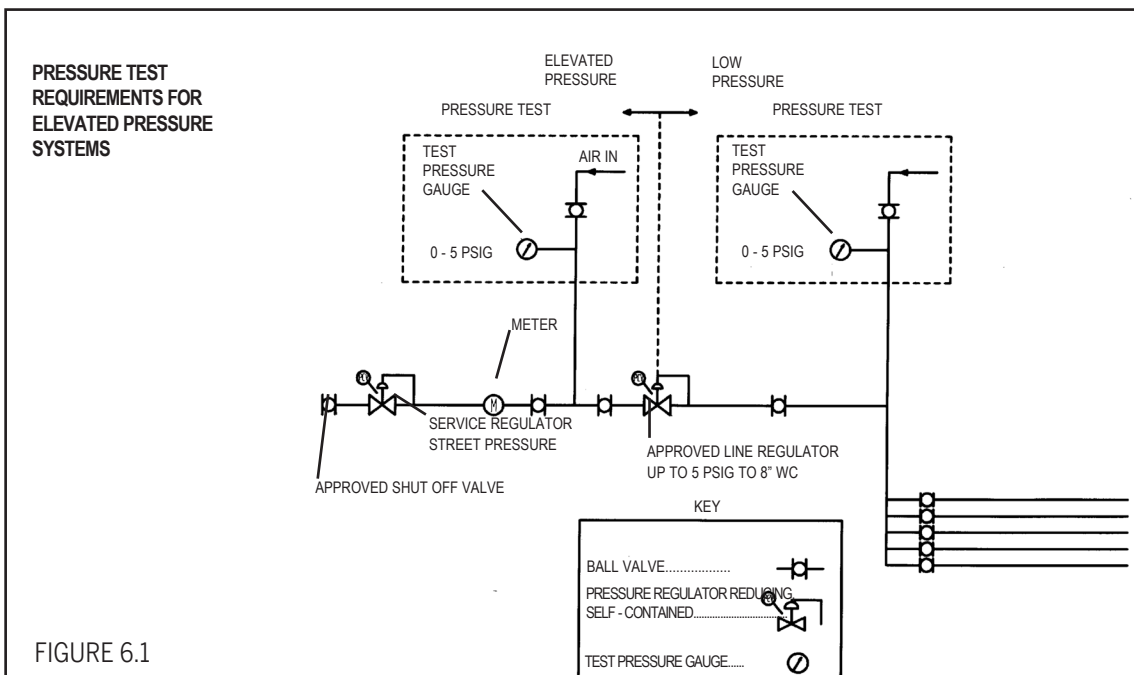 PRESSURE TEST
REQUIREMENTS FOR
ELEVATED PRESSURE
SYSTEMS
ELEVATED
PRESSURE
LOW
PRESSURE
PRESSURE TEST
PRESSURE TEST
TEST
PRESSURE
GAUGE
AIR IN
0 - 5 PSIG
TEST
PRESSURE
GAUGE
0 - 5 PSIG
METER
M
SERVICE REGULATOR
STREET PRESSURE
APPROVED SHUT OFF VALVE
APPROVED LINE REGULATOR
UP TO 5 PSIG TO 8" WC
KEY
BALL VALVE..................
PRESSURE REGULATOR REDUCING,
SELF - CONTAINED................................
TEST PRESSURE GAUGE......
FIGURE 6.1